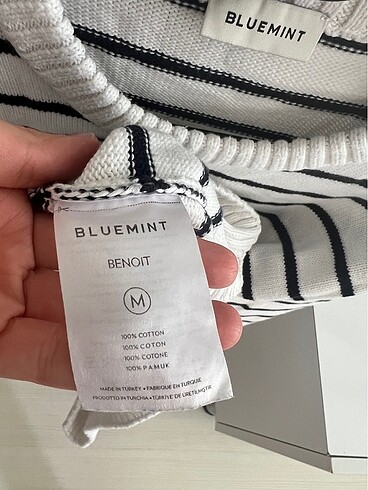 BLUEMINT
BLUEMINT
BENOIT
M
100% COTTON
100% COTON
100% COTONE
100% PAMUK
MADE IN TURKEY • FABRIQUE EN TURQUIE
PRODOTTO IN TURCHIA • TÜRKİYE'DE ÜRETİLMİŞTİR